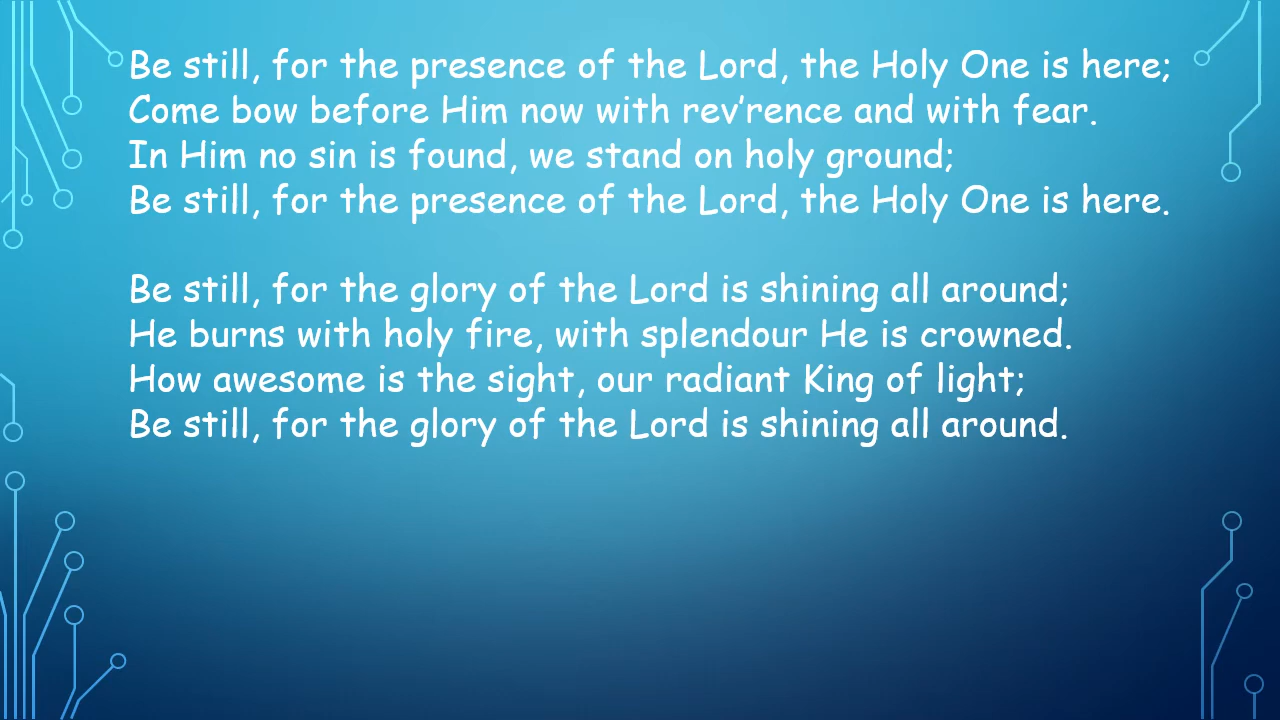 Be still, for the presence of the Lord, the Holy One is here;
Come bow before Him now with rev’rence and with fear.
In Him no sin is found, we stand on holy ground;
Be still, for the presence of the Lord, the Holy One is here.

Be still, for the glory of the Lord is shining all around;
He burns with holy fire, with splendour He is crowned.
How awesome is the sight, our radiant King of light;
Be still, for the glory of the Lord is shining all around.